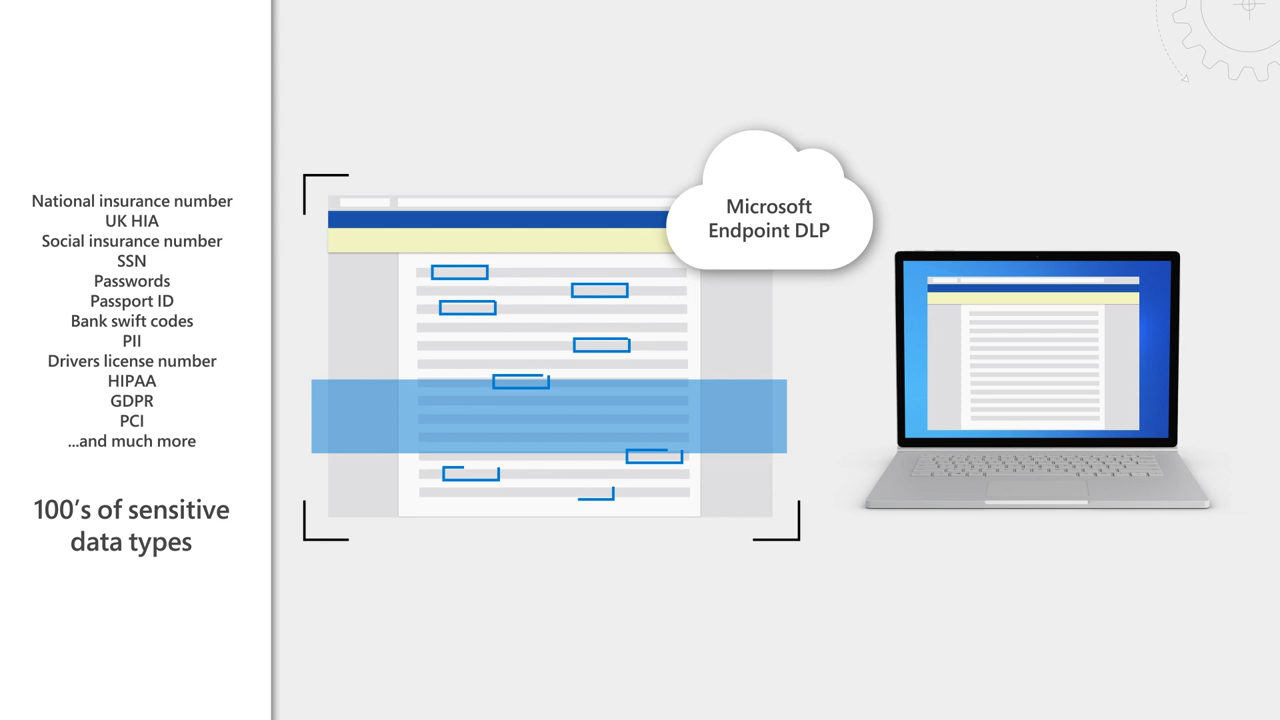 National insurance number
UK HIA
Social insurance number
SSN
Passwords
Passport ID
Bank swift codes
PII
Drivers license number
HIPAA
GDPR
PCI
...and much more
100's of sensitive
data types
Microsoft
Endpoint DLP